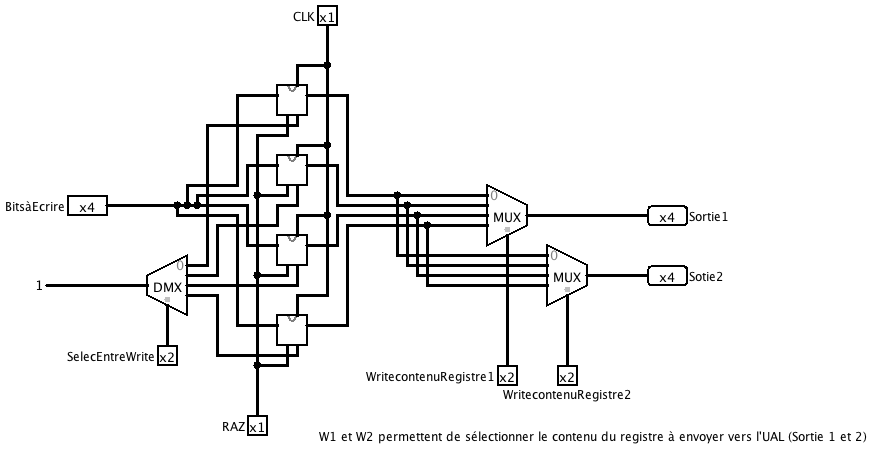 CLK x1
BitsàEcrire x4
0
MUX
x4 Sortie1
0
DMX
1
0
MUX
x4 Sotie2
SelecEntreWrite x2
WritecontenuRegistre1 x2
x2
WritecontenuRegistre2
RAZ x1
W1 et W2 permettent de sélectionner le contenu du registre à envoyer vers l'UAL (Sortie 1 et 2)